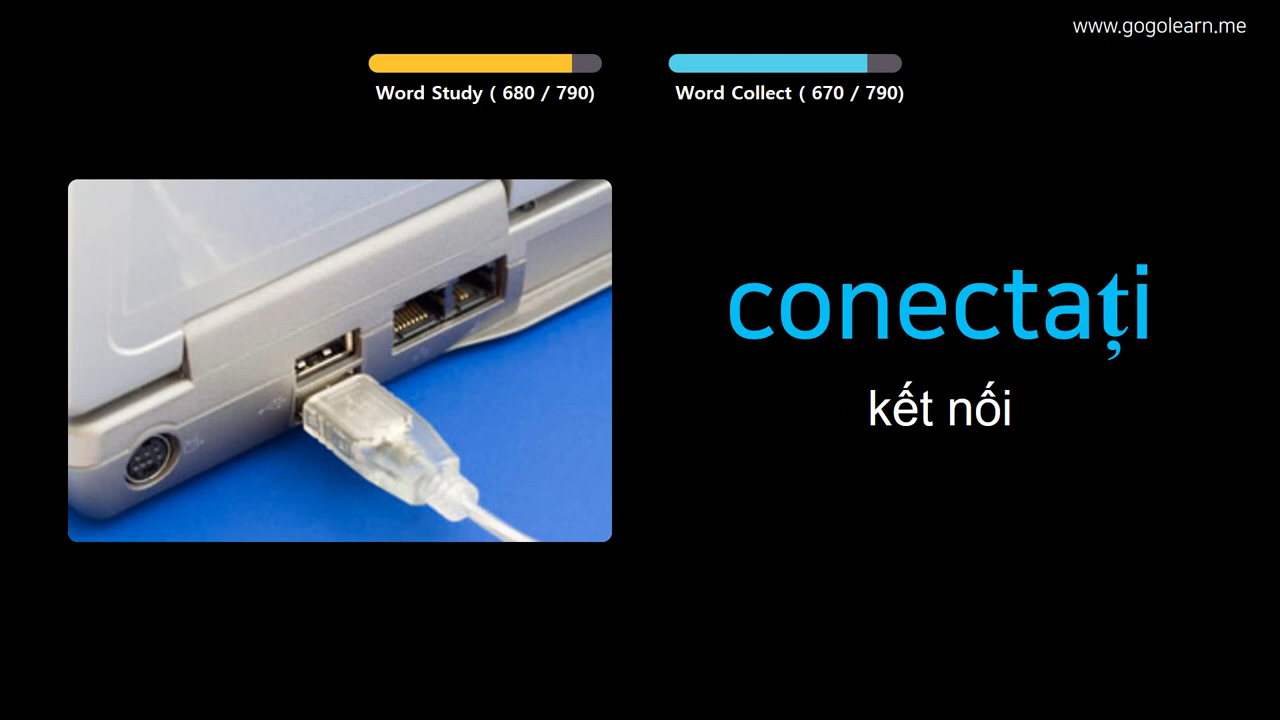 www.gogolearn.me
Word Study ( 680 / 790)
Word Collect ( 670 / 790)
conectați
kết nối